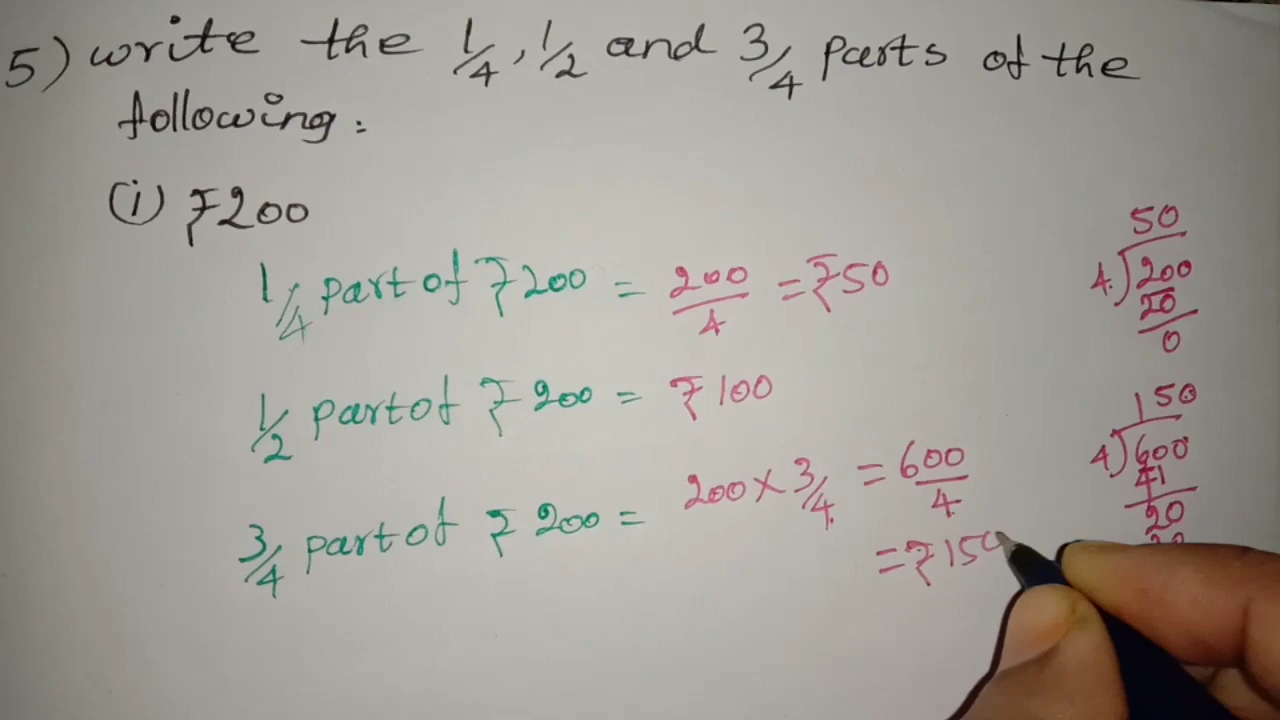 5) write the 1/4, 1/2 and 3/4 parts of the
following:
(i) ₹200
1/4 part of ₹200 = 200/4 = ₹50
1/2 part of ₹200 = ₹100
3/4 part of ₹200 = 200 × 3/4 = 600/4
= ₹150
50
4)200
20
0
150
4)600
4
20